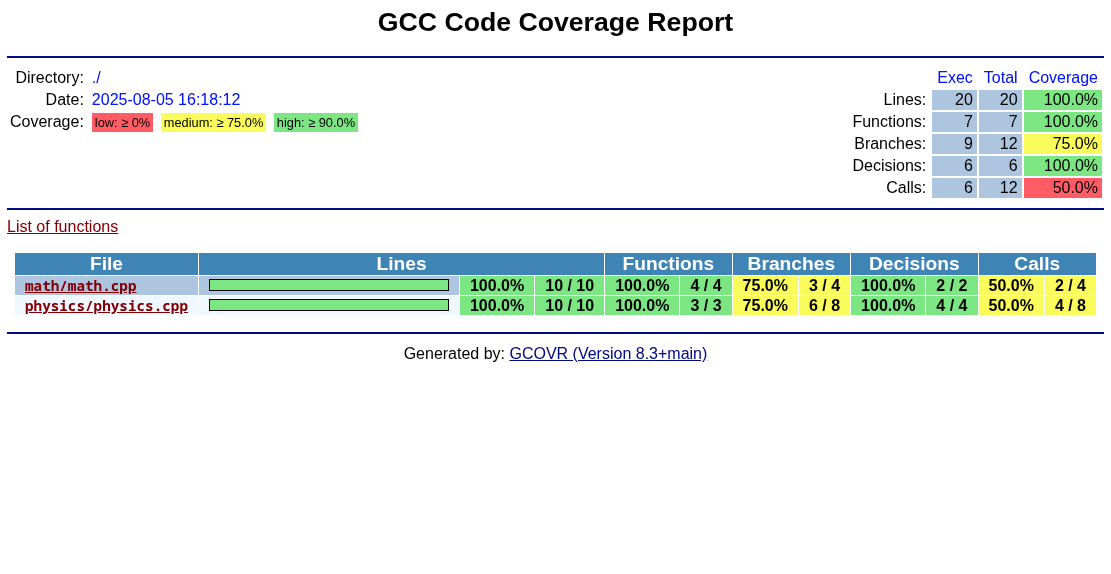 GCC Code Coverage Report
Directory: ./
Date: 2025-08-05 16:18:12
Coverage: low: ≥ 0% medium: ≥ 75.0% high: ≥ 90.0%
Exec Total Coverage
Lines: 20 20 100.0%
Functions: 7 7 100.0%
Branches: 9 12 75.0%
Decisions: 6 6 100.0%
Calls: 6 12 50.0%
List of functions
File Lines Functions Branches Decisions Calls
math/math.cpp 100.0% 10 / 10 100.0% 4 / 4 75.0% 3 / 4 100.0% 2 / 2 50.0% 2 / 4
physics/physics.cpp 100.0% 10 / 10 100.0% 3 / 3 75.0% 6 / 8 100.0% 4 / 4 50.0% 4 / 8
Generated by: GCOVR (Version 8.3+main)